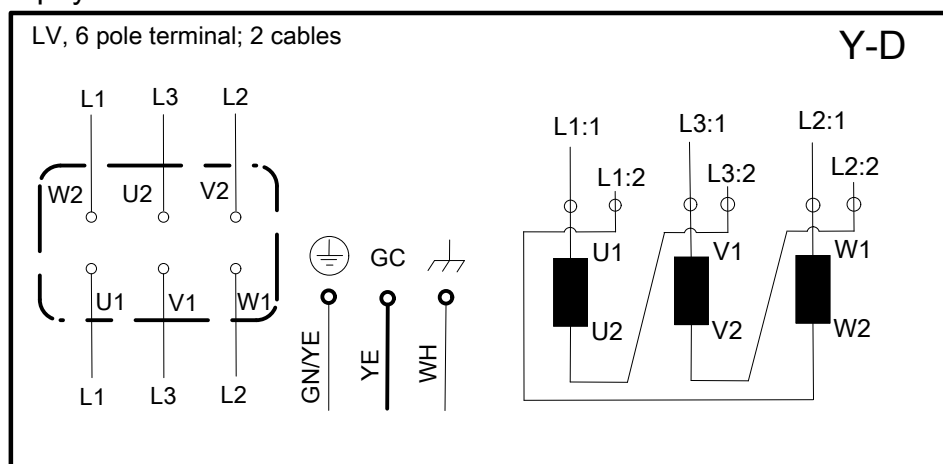 LV, 6 pole terminal; 2 cables
Y-D
L1 L3 L2
W2 U2 V2
U1 V1 W1
L1 L3 L2
GC
GN/YE YE WH
L1:1 L3:1 L2:1
L1:2 L3:2 L2:2
U1 V1 W1
U2 V2 W2